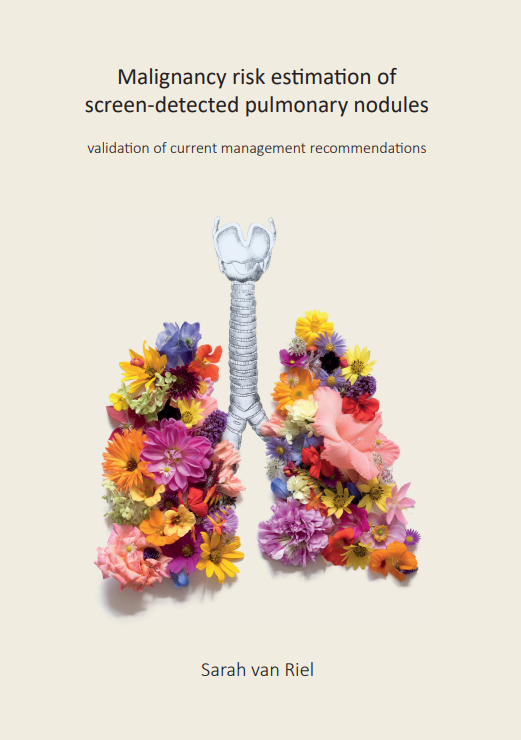 Malignancy risk estimation of
screen-detected pulmonary nodules
validation of current management recommendations
Sarah van Riel